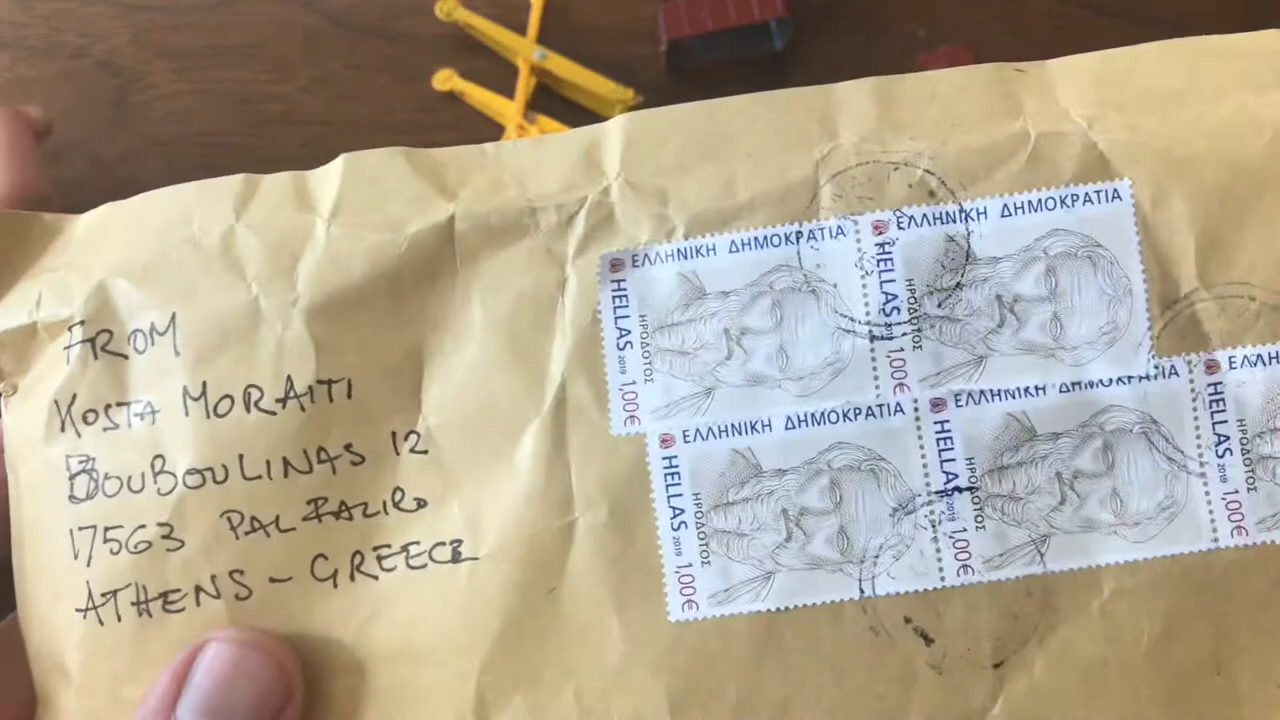 FROM
KOSTA MORAITI
BOUBOULINAS 12
17563 PAL FALIRO
ATHENS - GREECE
ΕΛΛΗΝΙΚΗ ΔΗΜΟΚΡΑΤΙΑ
HELLAS 2019 1,00€
ΗΡΟΔΟΤΟΣ
ΕΛΛΗΝΙΚΗ ΔΗΜΟΚΡΑΤΙΑ
HELLAS 2019 1,00€
ΗΡΟΔΟΤΟΣ
ΕΛΛΗΝΙΚΗ ΔΗΜΟΚΡΑΤΙΑ
HELLAS 2019 1,00€
ΗΡΟΔΟΤΟΣ
ΕΛΛΗΝΙΚΗ ΔΗΜΟΚΡΑΤΙΑ
HELLAS 2019 1,00€
ΗΡΟΔΟΤΟΣ
ΕΛΛΗ
HELLAS 2019 1,00€